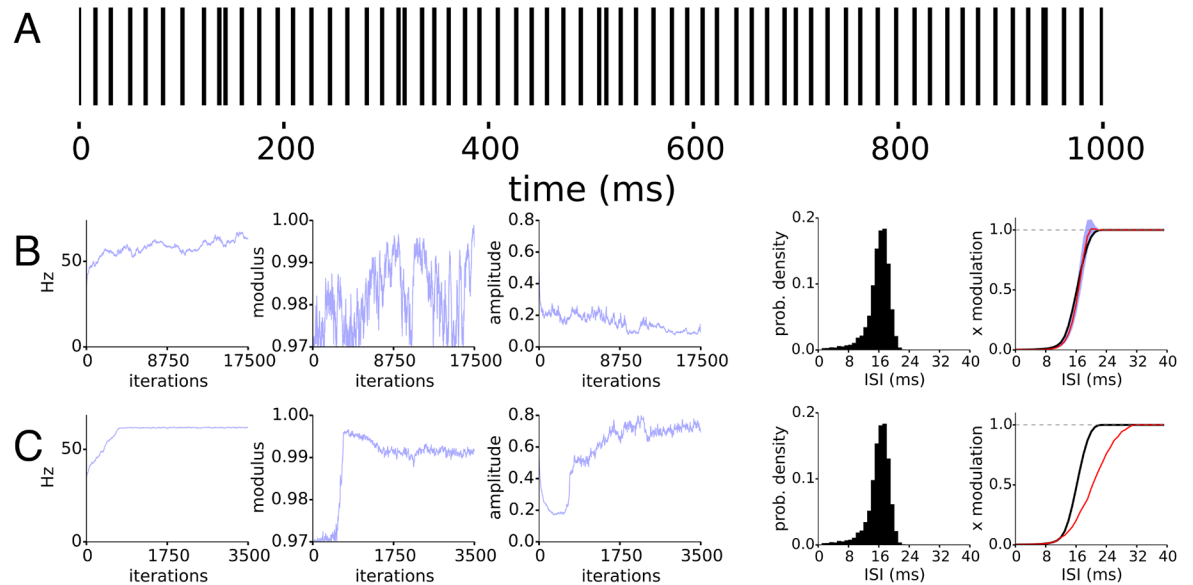 A
0 200 400 600 800 1000
time (ms)
B
Hz
50
0
0 8750 17500
iterations
modulus
1.00
0.99
0.98
0.97
0 8750 17500
iterations
amplitude
0.8
0.6
0.4
0.2
0.0
0 8750 17500
iterations
prob. density
0.2
0.1
0.0
0 8 16 24 32 40
ISI (ms)
x modulation
1.0
0.5
0.0
0 8 16 24 32 40
ISI (ms)
C
Hz
50
0
0 1750 3500
iterations
modulus
1.00
0.99
0.98
0.97
0 1750 3500
iterations
amplitude
0.8
0.6
0.4
0.2
0.0
0 1750 3500
iterations
prob. density
0.2
0.1
0.0
0 8 16 24 32 40
ISI (ms)
x modulation
1.0
0.5
0.0
0 8 16 24 32 40
ISI (ms)